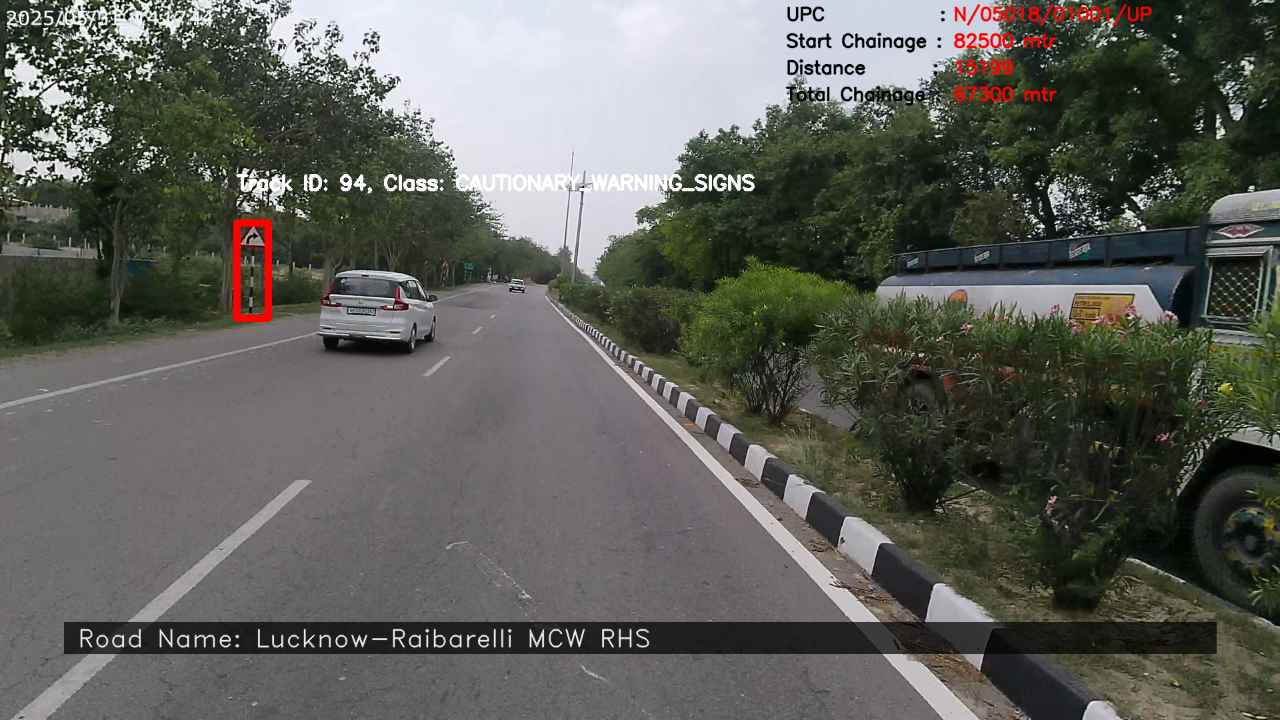 UPC : N/05018/01001/UP
Start Chainage : 82500 mtr
Distance : 15199
Total Chainage : 67300 mtr
Track ID: 94, Class: CAUTIONARY_WARNING_SIGNS
Road Name: Lucknow-Raibarelli MCW RHS